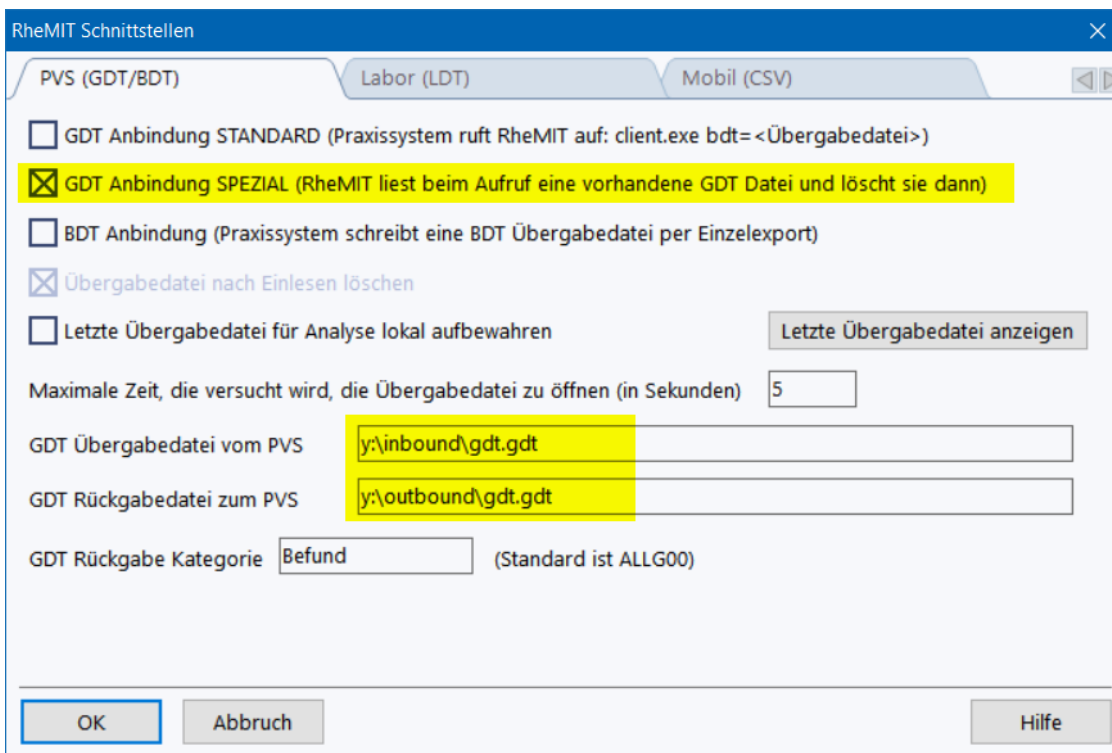 RheMIT Schnittstellen
PVS (GDT/BDT) Labor (LDT) Mobil (CSV)
GDT Anbindung STANDARD (Praxissystem ruft RheMIT auf: client.exe bdt=<Übergabedatei>)
GDT Anbindung SPEZIAL (RheMIT liest beim Aufruf eine vorhandene GDT Datei und löscht sie dann)
BDT Anbindung (Praxissystem schreibt eine BDT Übergabedatei per Einzelexport)
Übergabedatei nach Einlesen löschen
Letzte Übergabedatei für Analyse lokal aufbewahren Letzte Übergabedatei anzeigen
Maximale Zeit, die versucht wird, die Übergabedatei zu öffnen (in Sekunden) 5
GDT Übergabedatei vom PVS y:\inbound\gdt.gdt
GDT Rückgabedatei zum PVS y:\outbound\gdt.gdt
GDT Rückgabe Kategorie Befund (Standard ist ALLG00)
OK Abbruch Hilfe